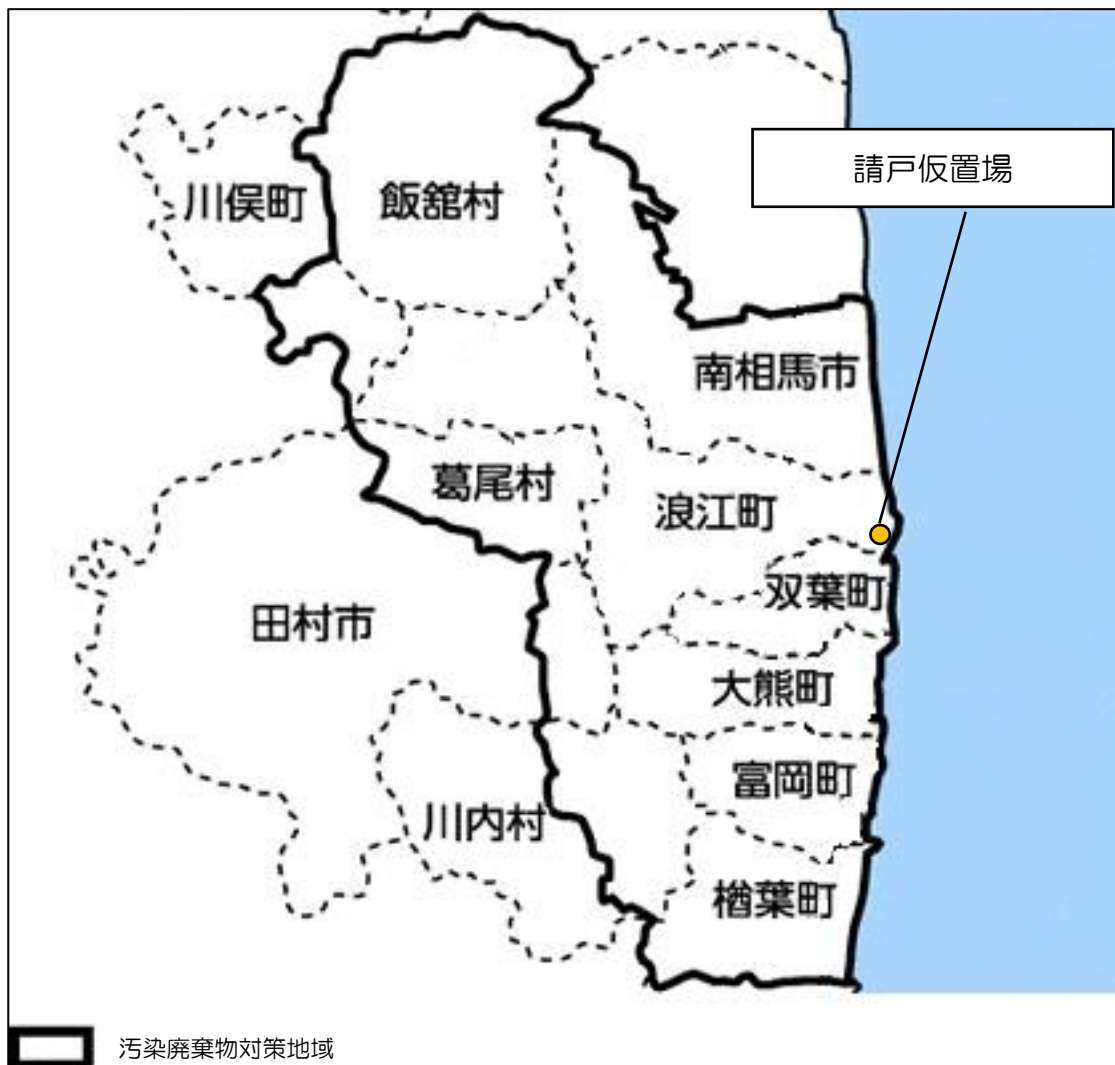 請戸仮置場
川俣町
飯舘村
南相馬市
葛尾村
浪江町
双葉町
田村市
大熊町
富岡町
川内村
楢葉町
汚染廃棄物対策地域